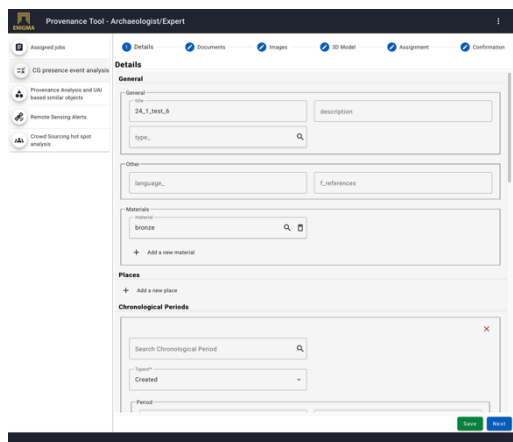 ENIGMA
Provenance Tool - Archaeologist/Expert
Assigned jobs
CG presence event analysis
Provenance Analysis and UAI
based similar objects
Remote Sensing Alerts
Crowd Sourcing hot spot
analysis
1 Details
Documents
Images
3D Model
Assignment
Confirmation
Details
General
General
title
24_1_test_6
description
type_
Other
language_
f_references
Materials
material
bronze
+ Add a new material
Places
+ Add a new place
Chronological Periods
Search Chronological Period
Typed*
Created
Period
Save
Next